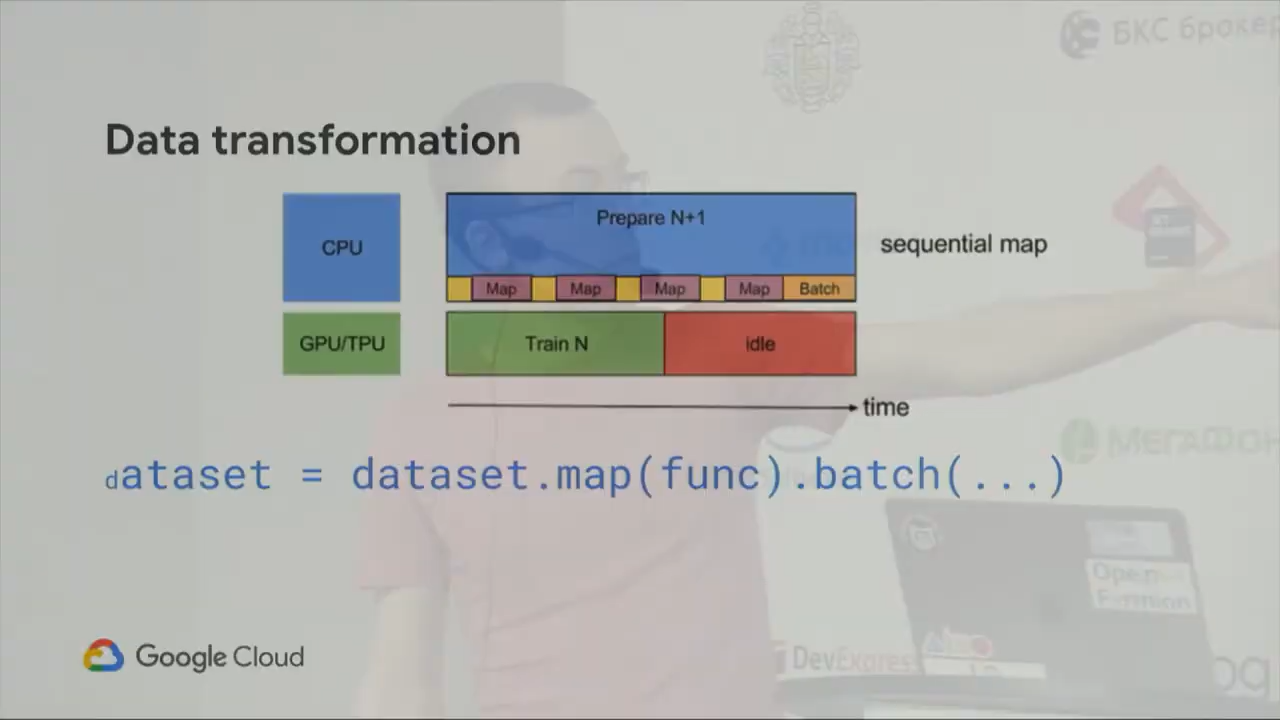 БКС брокер
Data transformation
CPU
Prepare N+1
sequential map
Map
Map
Map
Map
Batch
GPU/TPU
Train N
idle
time
МЕГАФОН
dataset = dataset.map(func).batch(...)
Open
Google Cloud
DevExpress